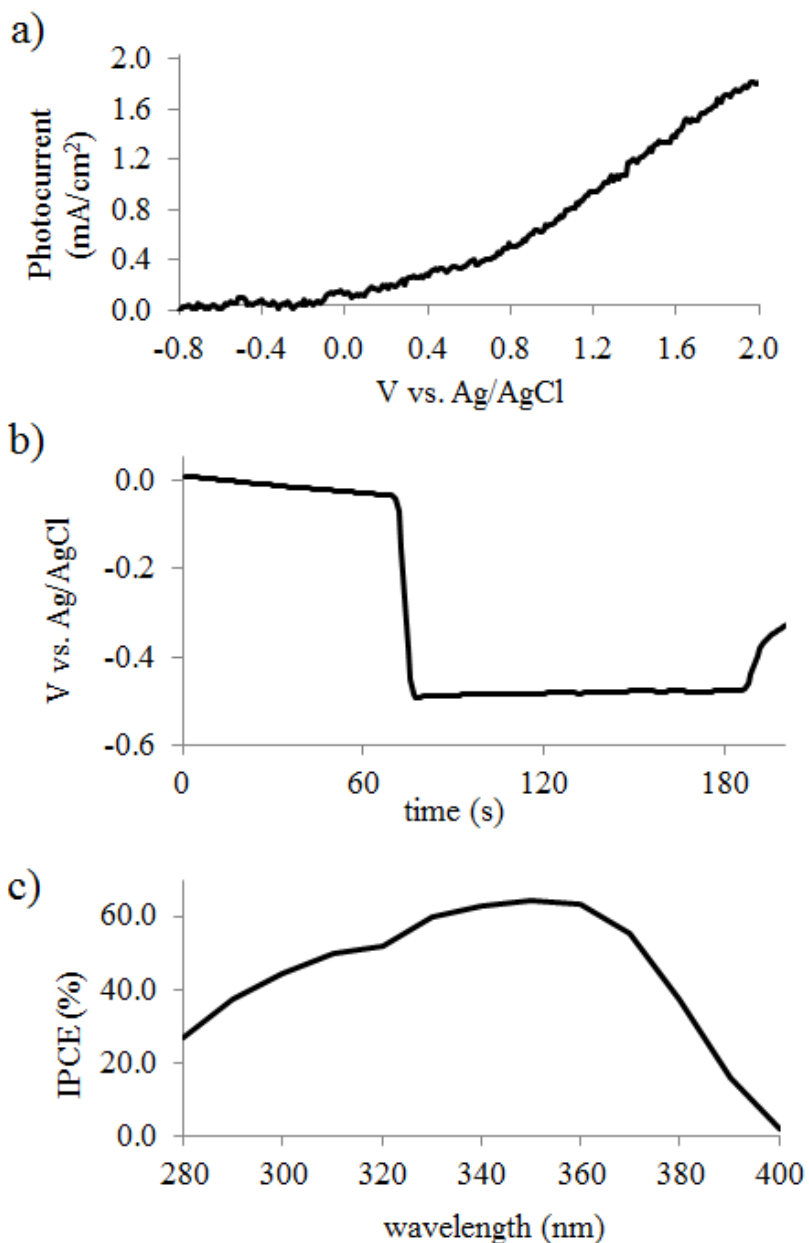 a)
Photocurrent
(mA/cm²)
2.0
1.6
1.2
0.8
0.4
0.0
-0.8 -0.4 0.0 0.4 0.8 1.2 1.6 2.0
V vs. Ag/AgCl
b)
V vs. Ag/AgCl
0.0
-0.2
-0.4
-0.6
0 60 120 180
time (s)
c)
IPCE (%)
60.0
40.0
20.0
0.0
280 300 320 340 360 380 400
wavelength (nm)